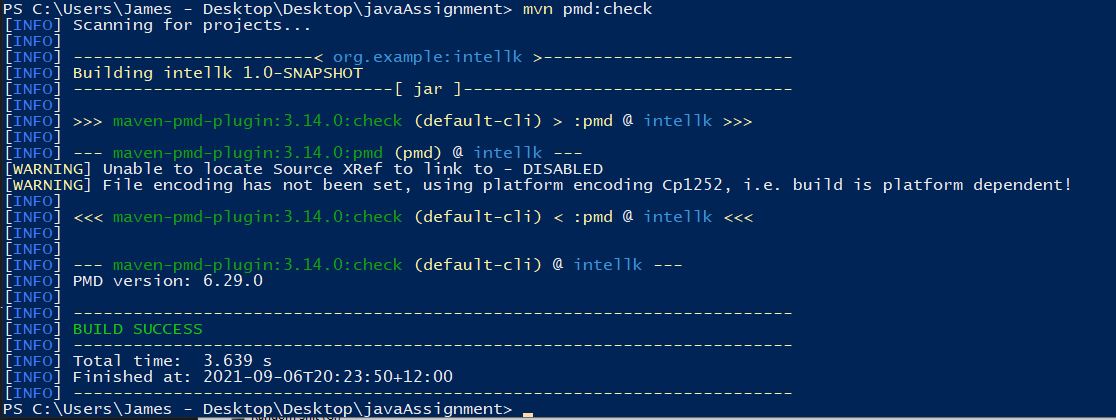 PS C:\Users\James - Desktop\Desktop\javaAssignment> mvn pmd:check
[INFO] Scanning for projects...
[INFO]
[INFO] ------------------------< org.example:intellk >-------------------------
[INFO] Building intellk 1.0-SNAPSHOT
[INFO] --------------------------------[ jar ]---------------------------------
[INFO]
[INFO] >>> maven-pmd-plugin:3.14.0:check (default-cli) > :pmd @ intellk >>>
[INFO]
[INFO] --- maven-pmd-plugin:3.14.0:pmd (pmd) @ intellk ---
[WARNING] Unable to locate Source XRef to link to - DISABLED
[WARNING] File encoding has not been set, using platform encoding Cp1252, i.e. build is platform dependent!
[INFO]
[INFO] <<< maven-pmd-plugin:3.14.0:check (default-cli) < :pmd @ intellk <<<
[INFO]
[INFO]
[INFO] --- maven-pmd-plugin:3.14.0:check (default-cli) @ intellk ---
[INFO] PMD version: 6.29.0
[INFO]
[INFO] ------------------------------------------------------------------------
[INFO] BUILD SUCCESS
[INFO] ------------------------------------------------------------------------
[INFO] Total time:  3.639 s
[INFO] Finished at: 2021-09-06T20:23:50+12:00
[INFO] ------------------------------------------------------------------------
PS C:\Users\James - Desktop\Desktop\javaAssignment>